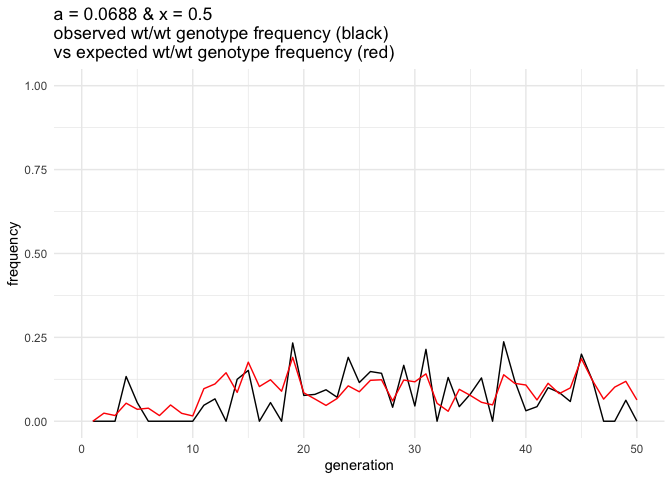 a = 0.0688 & x = 0.5
observed wt/wt genotype frequency (black)
vs expected wt/wt genotype frequency (red)
1.00
0.75
0.50
0.25
0.00
frequency
0 10 20 30 40 50
generation